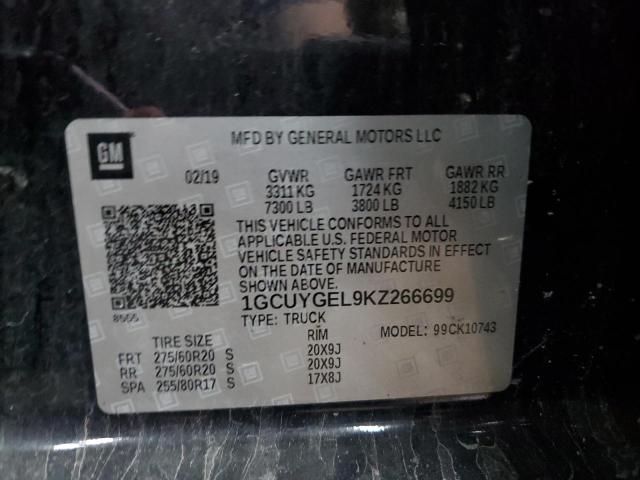 GM
MFD BY GENERAL MOTORS LLC
02/19 GVWR GAWR FRT GAWR RR
3311 KG 1724 KG 1882 KG
7300 LB 3800 LB 4150 LB
THIS VEHICLE CONFORMS TO ALL
APPLICABLE U.S. FEDERAL MOTOR
VEHICLE SAFETY STANDARDS IN EFFECT
ON THE DATE OF MANUFACTURE
SHOWN ABOVE.
1GCUYGEL9KZ266699
TYPE: TRUCK MODEL: 99CK10743
TIRE SIZE RIM
FRT 275/60R20 S 20X9J
RR 275/60R20 S 20X9J
SPA 255/80R17 S 17X8J